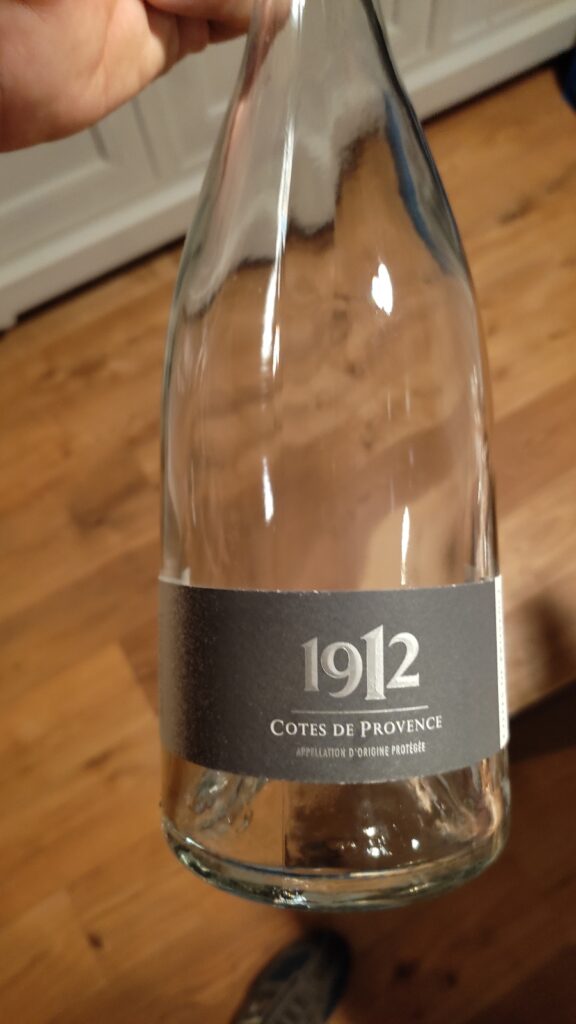 1912
COTES DE PROVENCE
APPELLATION D'ORIGINE PROTÉGÉE